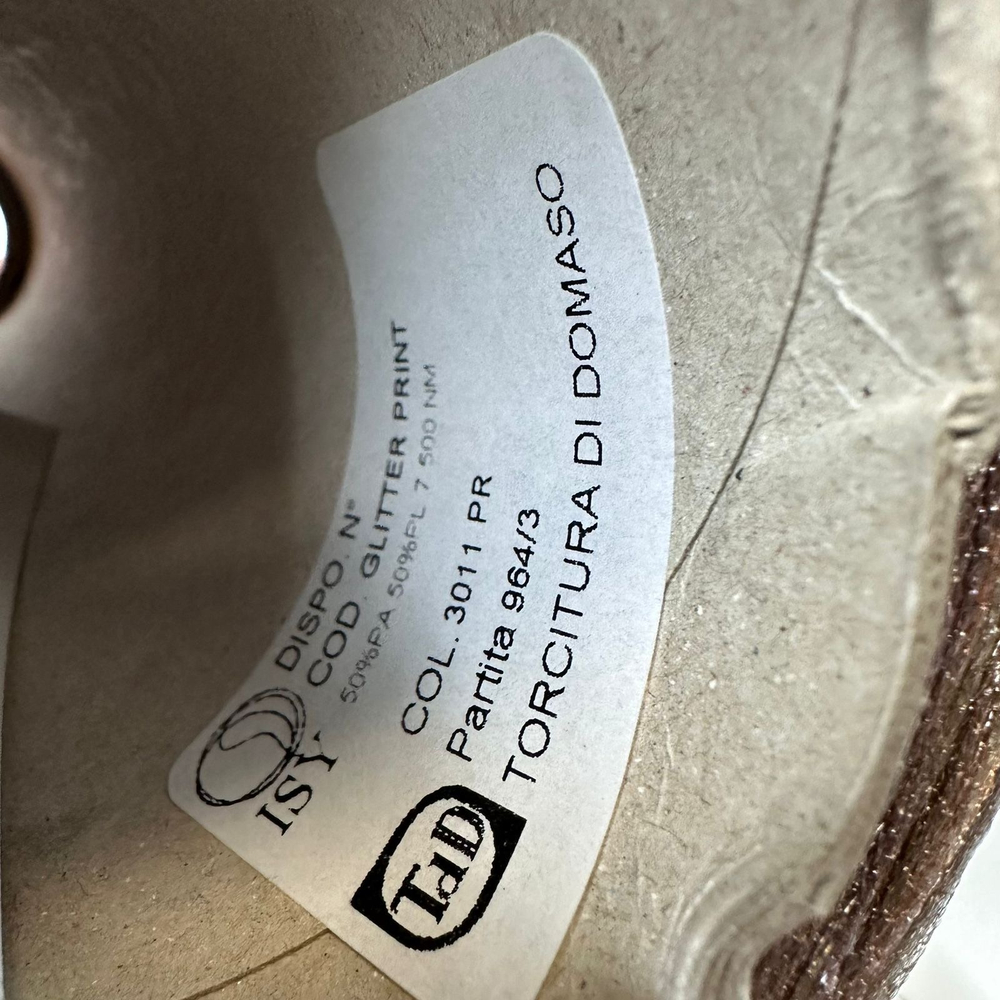 ISY
DISPO. N°
COD. GLITTER PRINT
50%PA 50%PL 7 500 NM
COL. 3011 PR
Partita 964/3
TdD
TORCITURA DI DOMASO